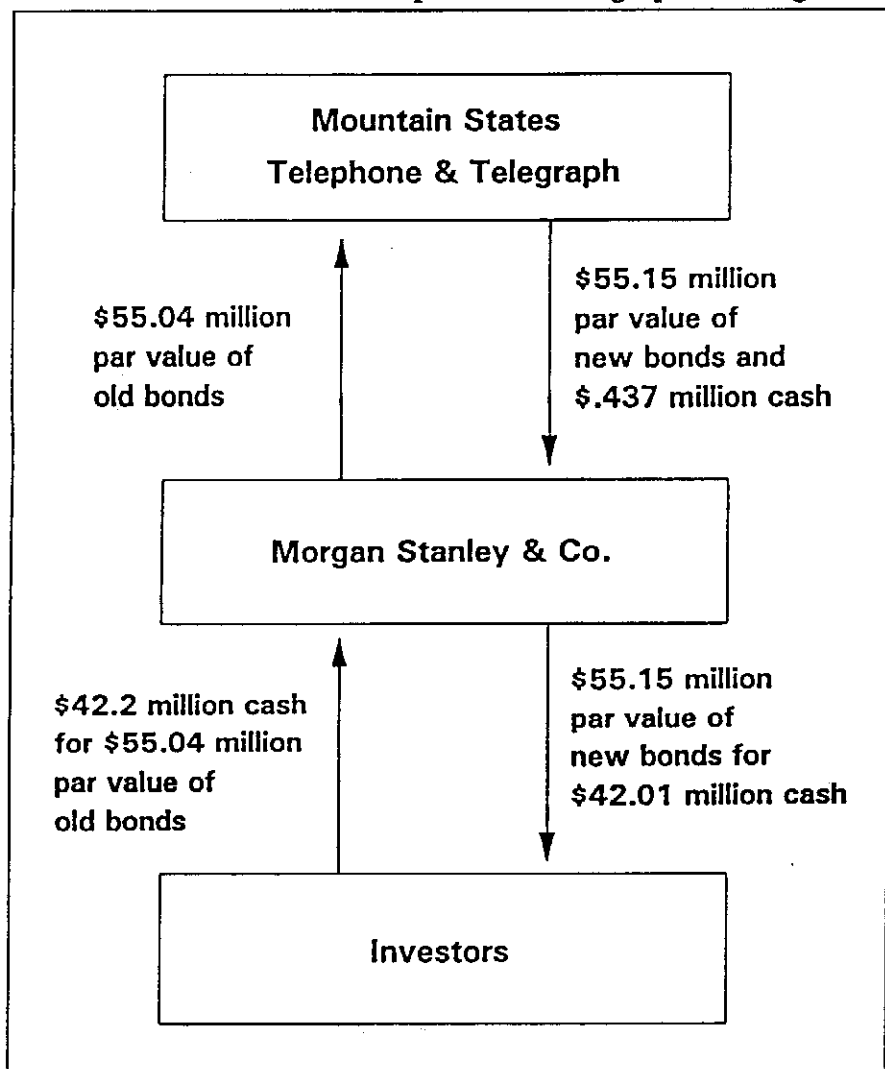 Mountain States
Telephone & Telegraph
$55.04 million
par value of
old bonds
$55.15 million
par value of
new bonds and
$.437 million cash
Morgan Stanley & Co.
$42.2 million cash
for $55.04 million
par value of
old bonds
$55.15 million
par value of
new bonds for
$42.01 million cash
Investors